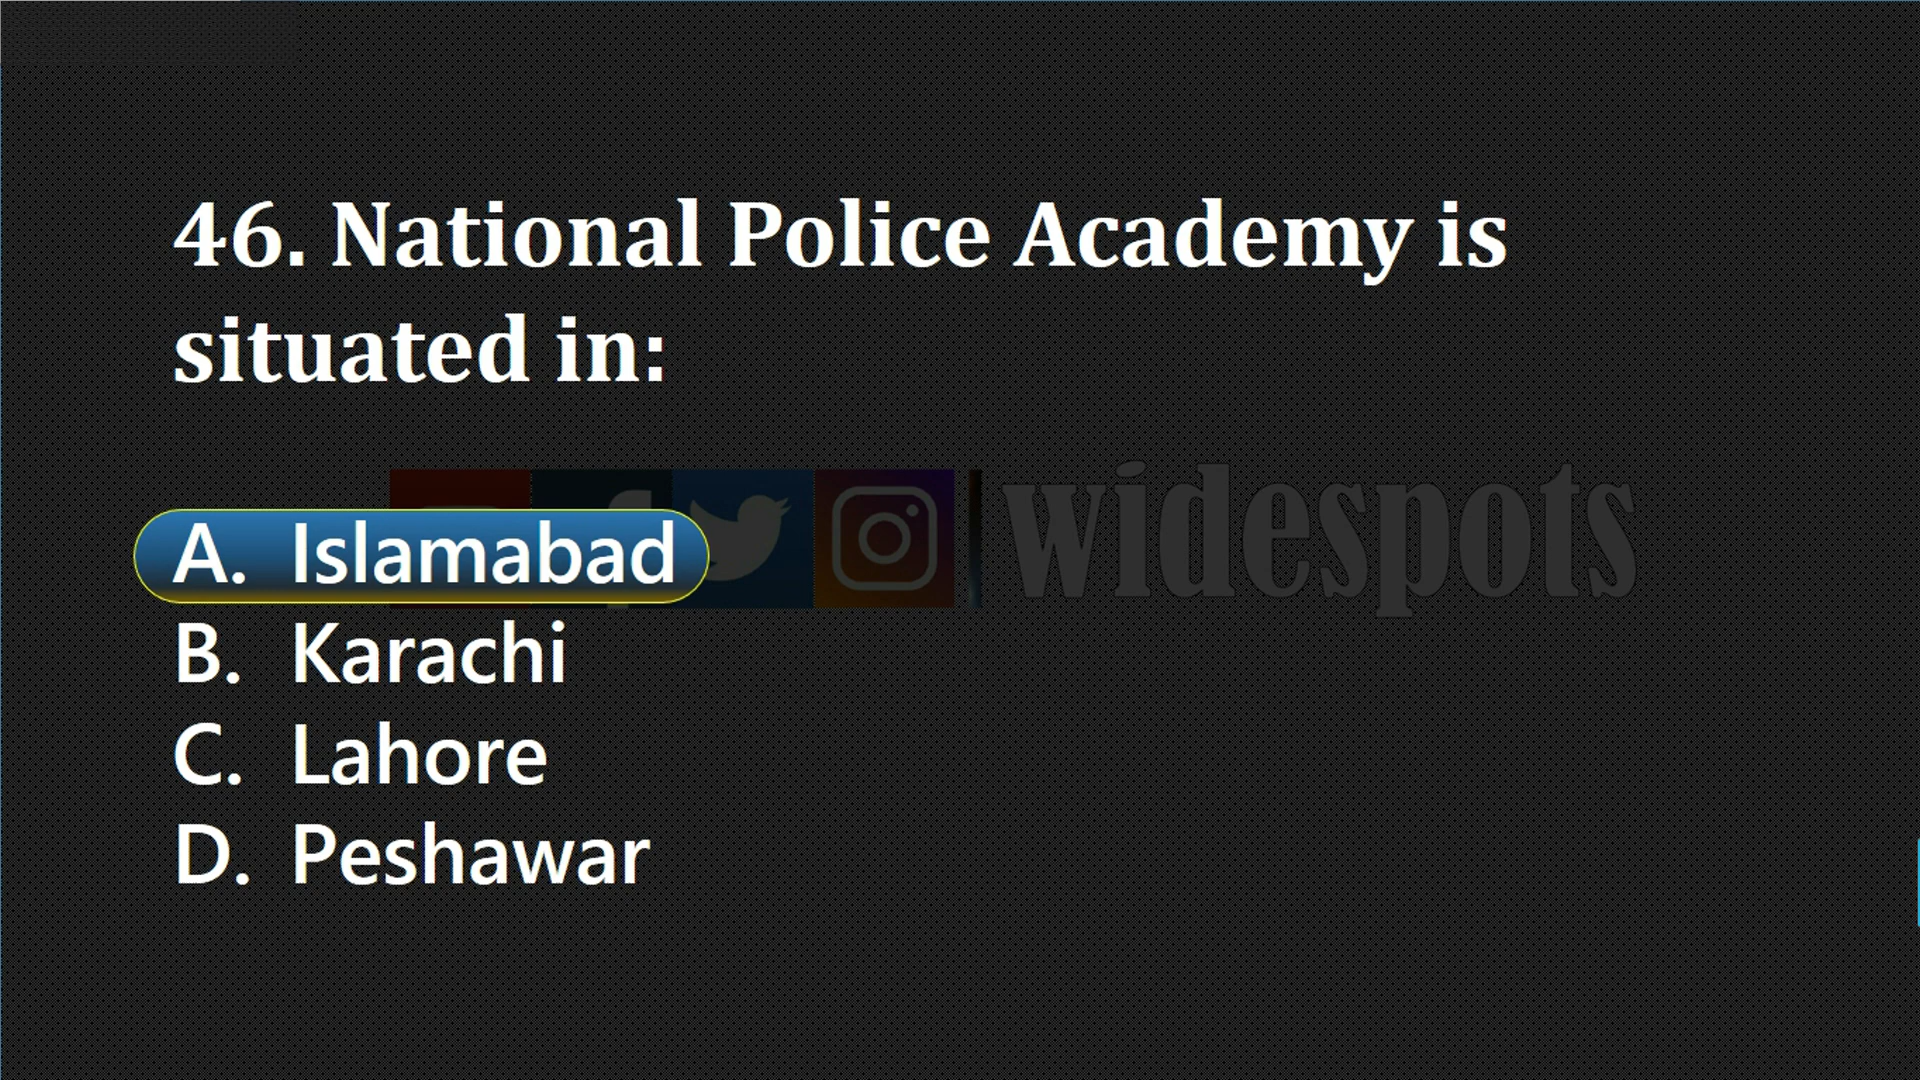 46. National Police Academy is
situated in:
widespots
A. Islamabad
B. Karachi
C. Lahore
D. Peshawar